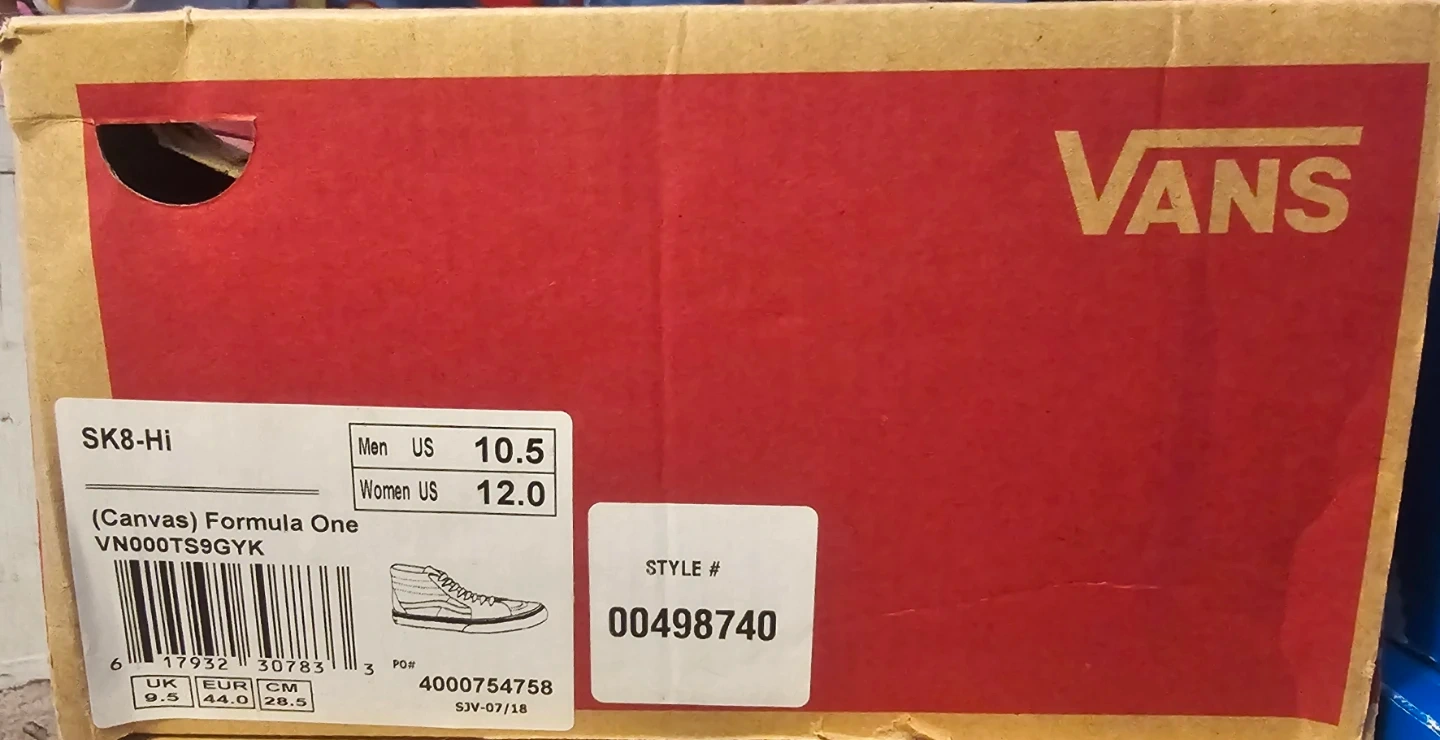 VANS
SK8-Hi
Men US 10.5
Women US 12.0
(Canvas) Formula One
VN000TS9GYK
6 17932 30783 3
UK 9.5
EUR 44.0
CM 28.5
PO#
4000754758
SJV-07/18
STYLE #
00498740